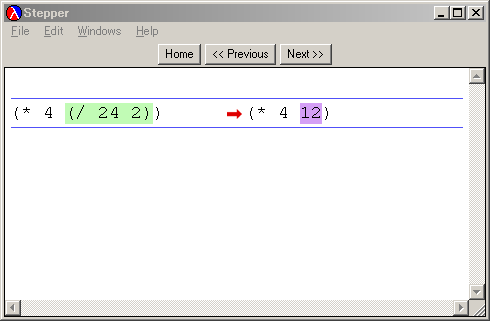 Stepper
File Edit Windows Help
Home << Previous Next >>
(* 4 (/ 24 2)) (* 4 12)